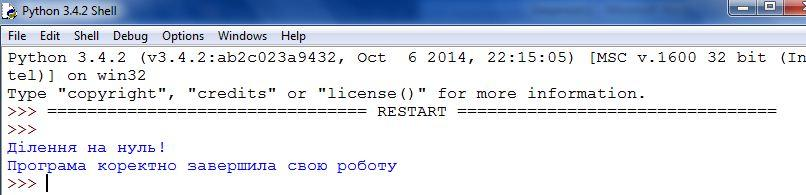 Python 3.4.2 Shell
File Edit Shell Debug Options Windows Help
Python 3.4.2 (v3.4.2:ab2c023a9432, Oct  6 2014, 22:15:05) [MSC v.1600 32 bit (In
tel)] on win32
Type "copyright", "credits" or "license()" for more information.
>>> ================================ RESTART ================================
>>>
Ділення на нуль!
Програма коректно завершила свою роботу
>>>